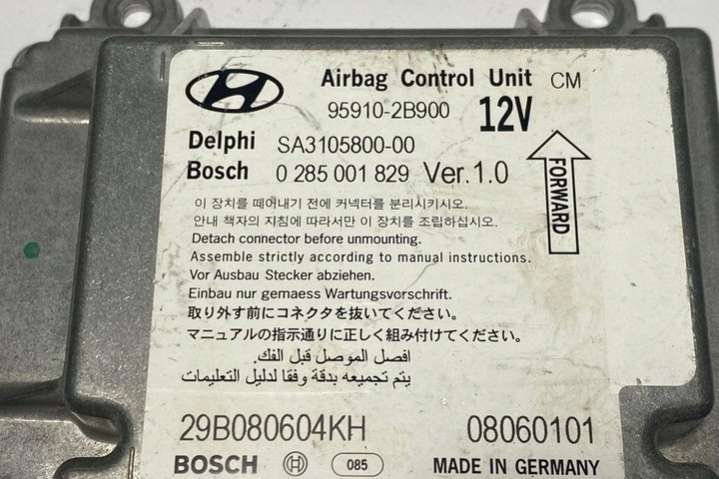 Airbag Control Unit CM
95910-2B900 12V
Delphi SA3105800-00
Bosch 0 285 001 829 Ver.1.0
FORWARD
이 장치를 떼어내기 전에 커넥터를 분리시키시오.
안내 책자의 지침에 따라서만 이 장치를 조립하십시오.
Detach connector before unmounting.
Assemble strictly according to manual instructions.
Vor Ausbau Stecker abziehen.
Einbau nur gemaess Wartungsvorschrift.
取り外す前にコネクタを抜いてください。
マニュアルの指示通りに正しく組み付けてください。
افصل الموصل قبل الفك.
يتم تجميعه بدقة وفقا لدليل التعليمات
29B080604KH 08060101
BOSCH 085 MADE IN GERMANY